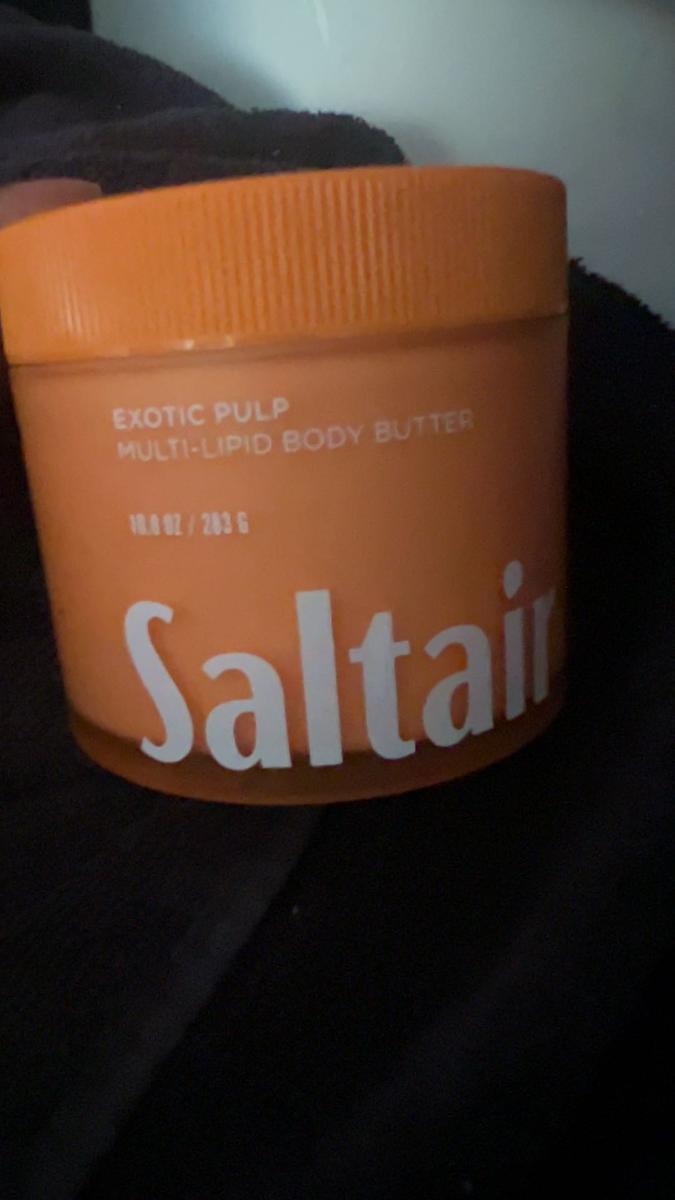 EXOTIC PULP
MULTI-LIPID BODY BUTTER
10.0 OZ / 283 G
Saltair